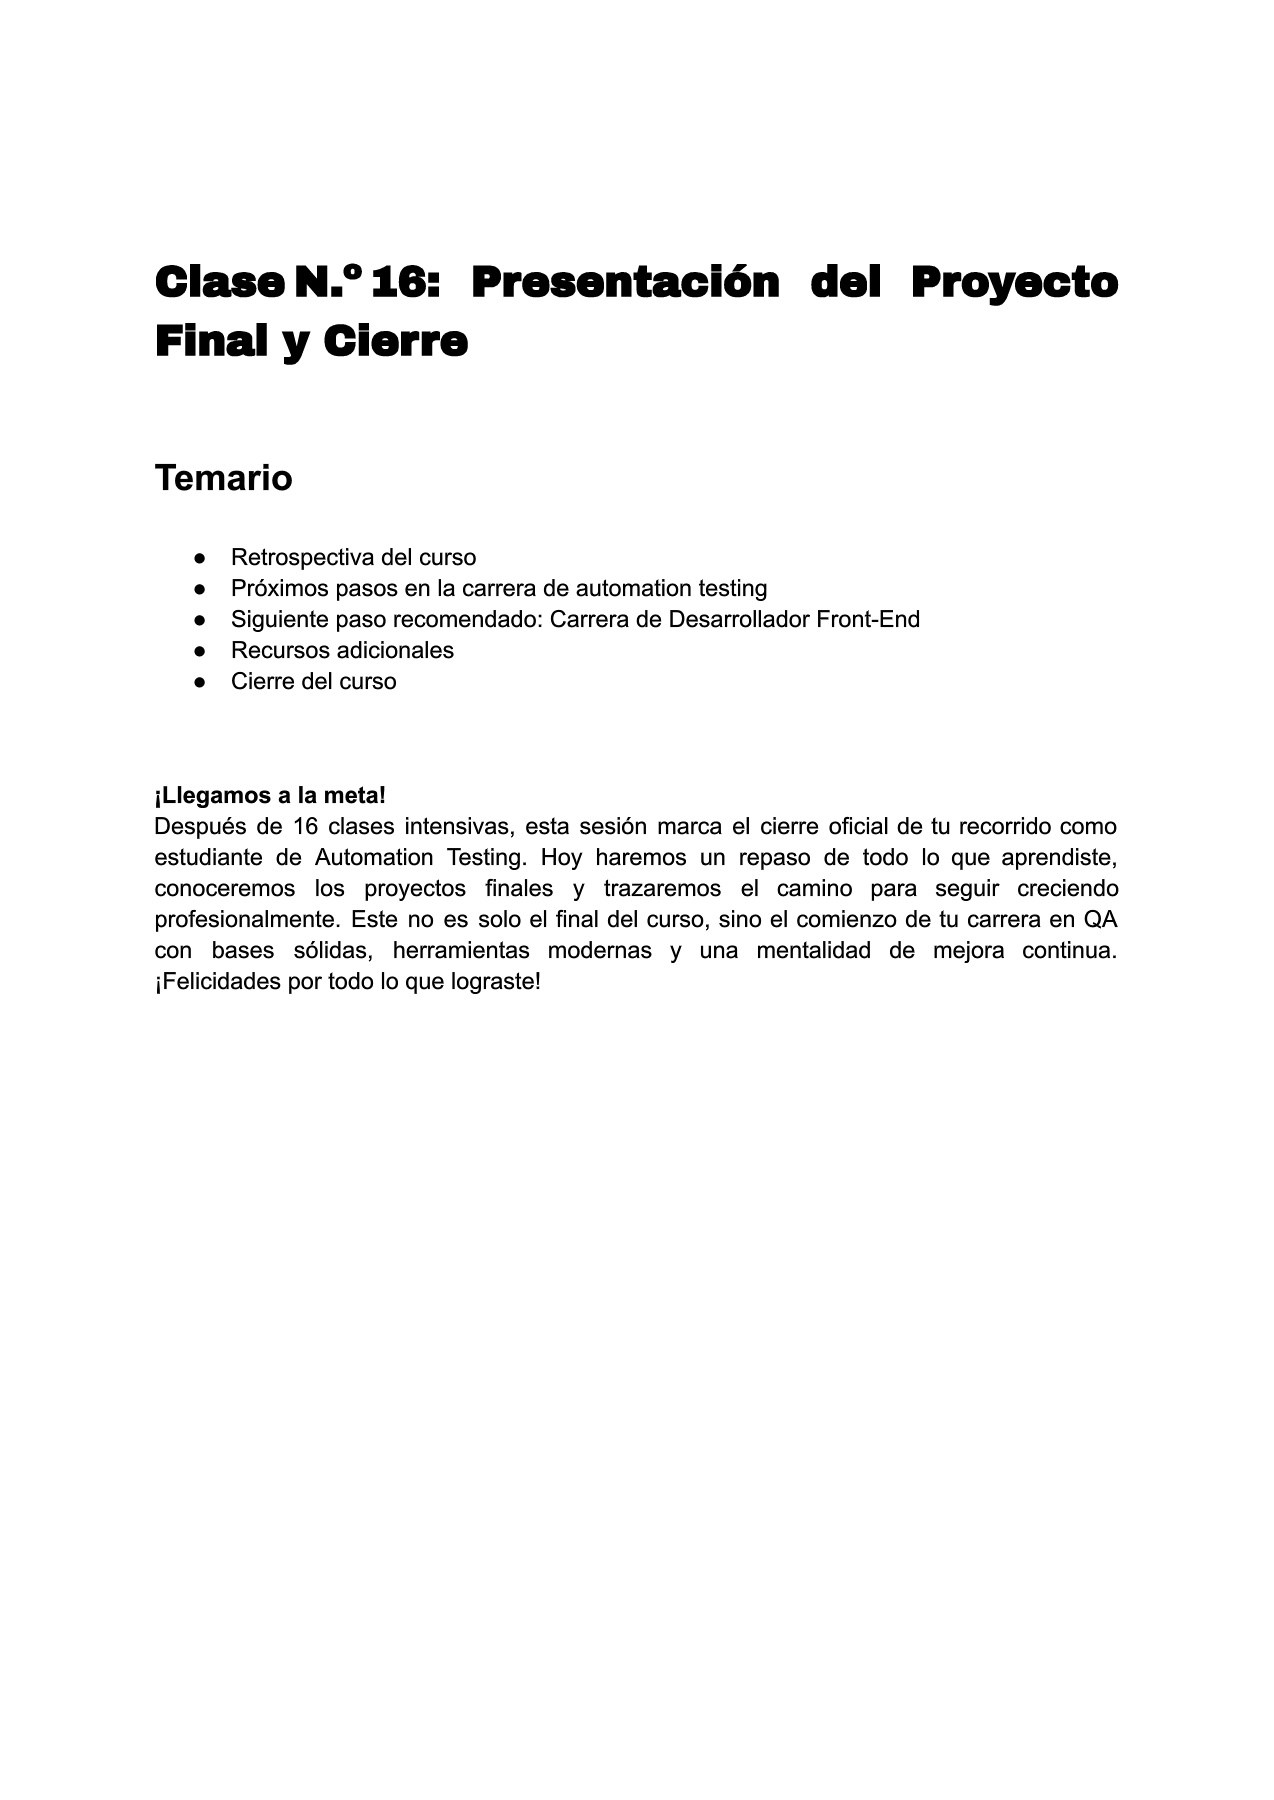 Clase N.º 16: Presentación del Proyecto
Final y Cierre
Temario
● Retrospectiva del curso
● Próximos pasos en la carrera de automation testing
● Siguiente paso recomendado: Carrera de Desarrollador Front-End
● Recursos adicionales
● Cierre del curso
¡Llegamos a la meta!
Después de 16 clases intensivas, esta sesión marca el cierre oficial de tu recorrido como
estudiante de Automation Testing. Hoy haremos un repaso de todo lo que aprendiste,
conoceremos los proyectos finales y trazaremos el camino para seguir creciendo
profesionalmente. Este no es solo el final del curso, sino el comienzo de tu carrera en QA
con bases sólidas, herramientas modernas y una mentalidad de mejora continua.
¡Felicidades por todo lo que lograste!